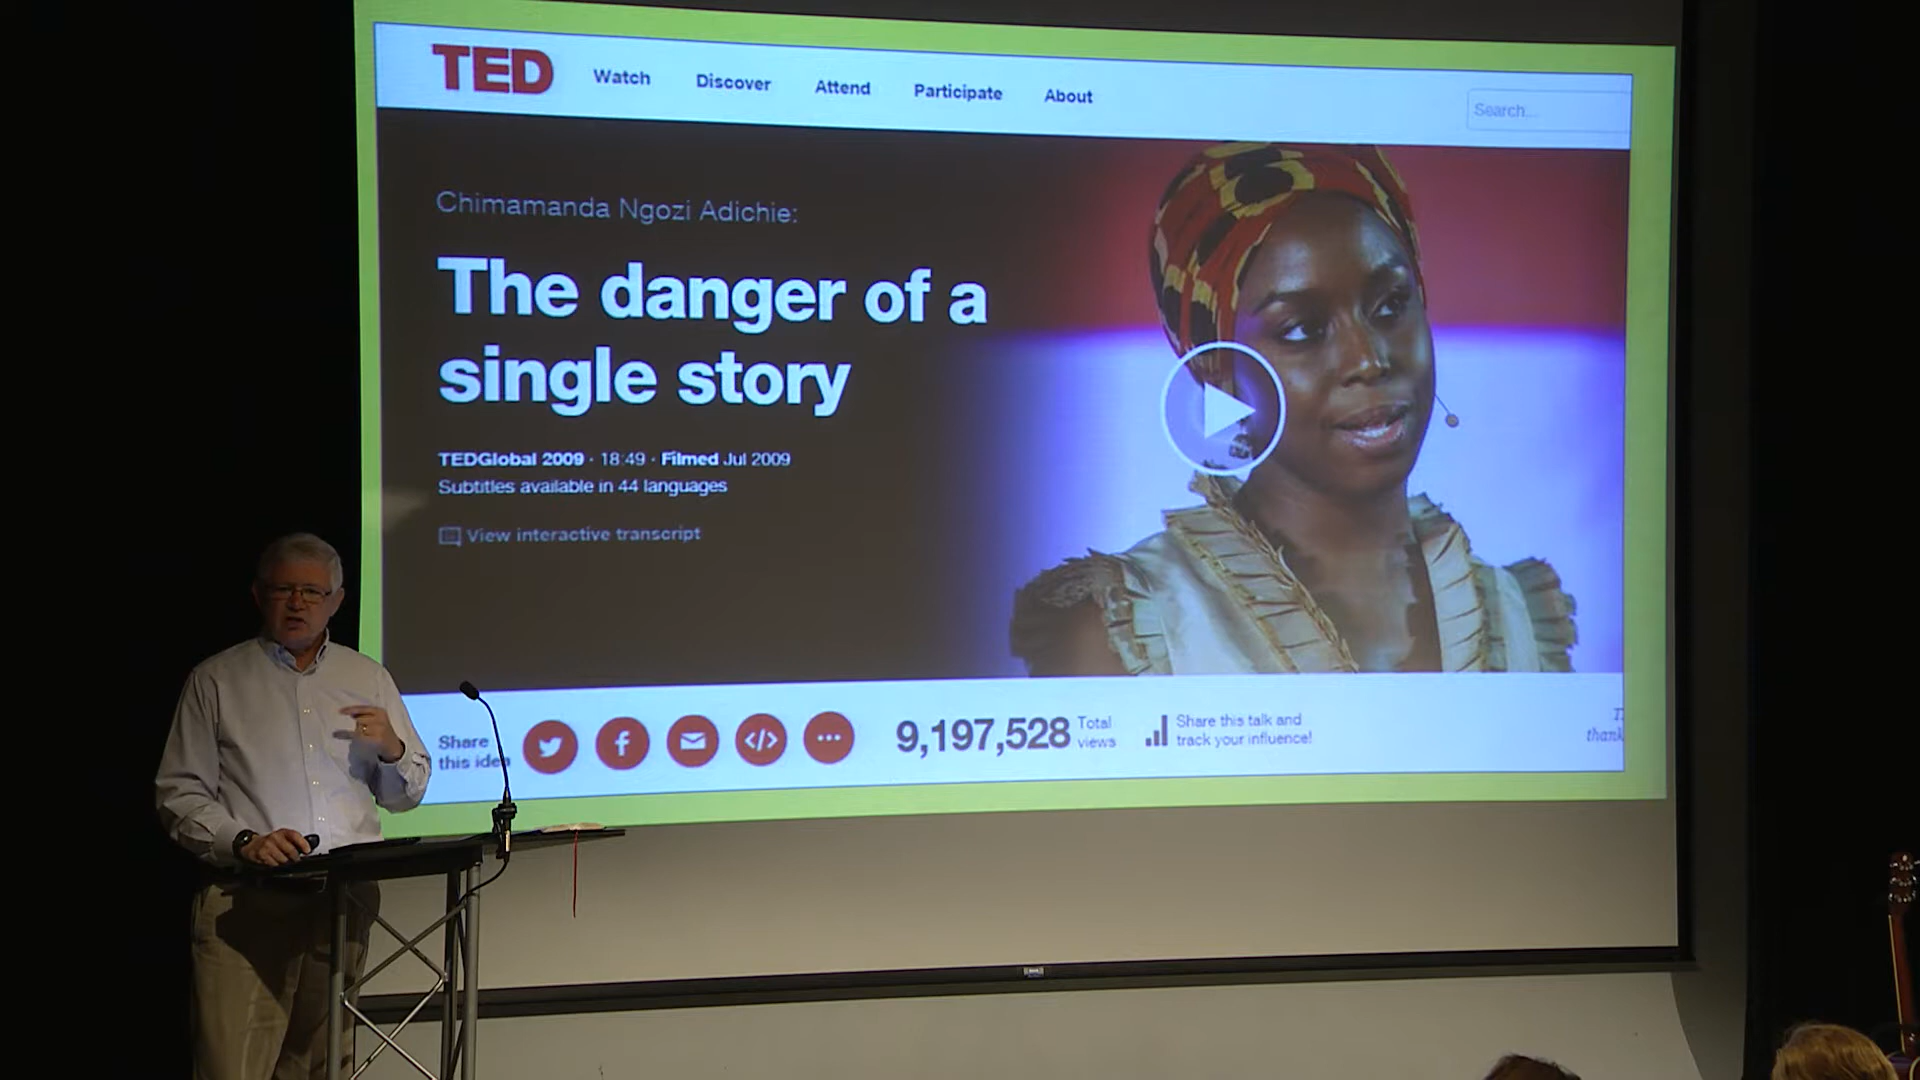 TED
Watch
Discover
Attend
Participate
About
Search...
Chimamanda Ngozi Adichie:
The danger of a
single story
TEDGlobal 2009 · 18:49 · Filmed Jul 2009
Subtitles available in 44 languages
View interactive transcript
Share
this idea
9,197,528
Total
views
Share this talk and
track your influence!